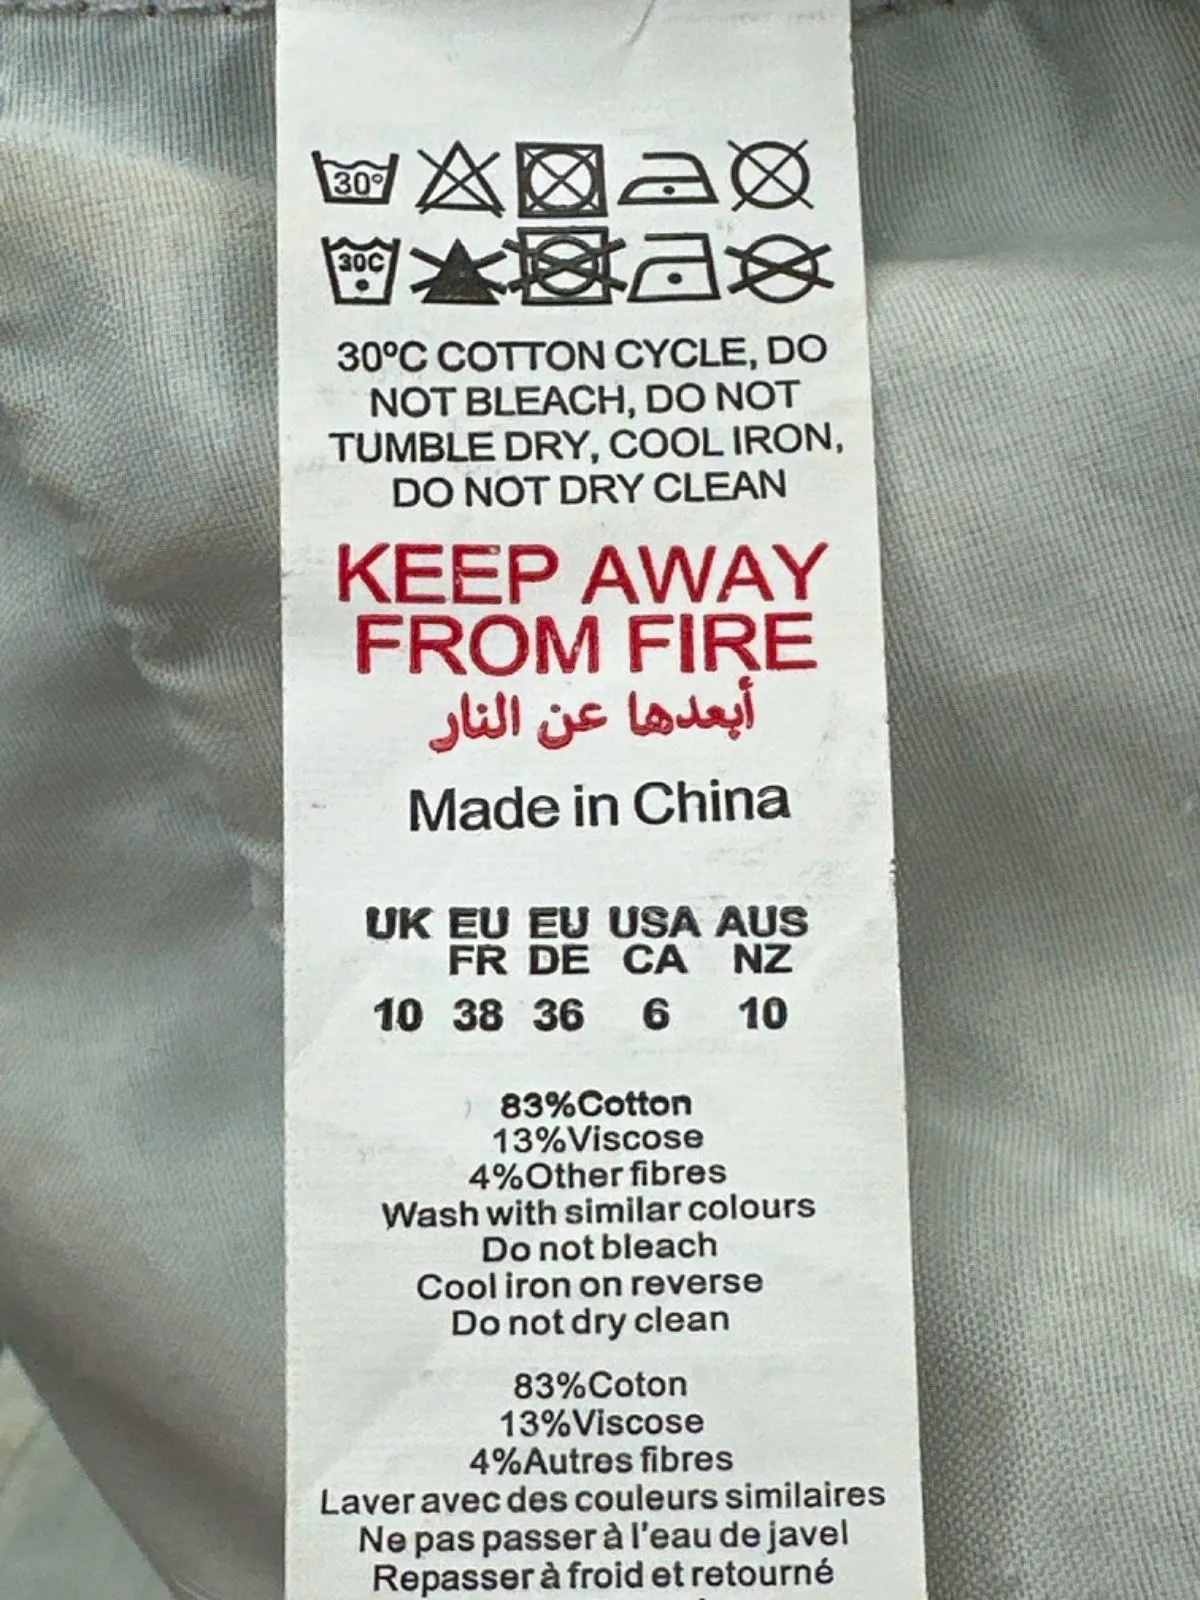 30°
30C
30ºC COTTON CYCLE, DO
NOT BLEACH, DO NOT
TUMBLE DRY, COOL IRON,
DO NOT DRY CLEAN
KEEP AWAY
FROM FIRE
أبعدها عن النار
Made in China
UK EU EU USA AUS
FR DE CA NZ
10 38 36 6 10
83%Cotton
13%Viscose
4%Other fibres
Wash with similar colours
Do not bleach
Cool iron on reverse
Do not dry clean
83%Coton
13%Viscose
4%Autres fibres
Laver avec des couleurs similaires
Ne pas passer à l'eau de javel
Repasser à froid et retourné